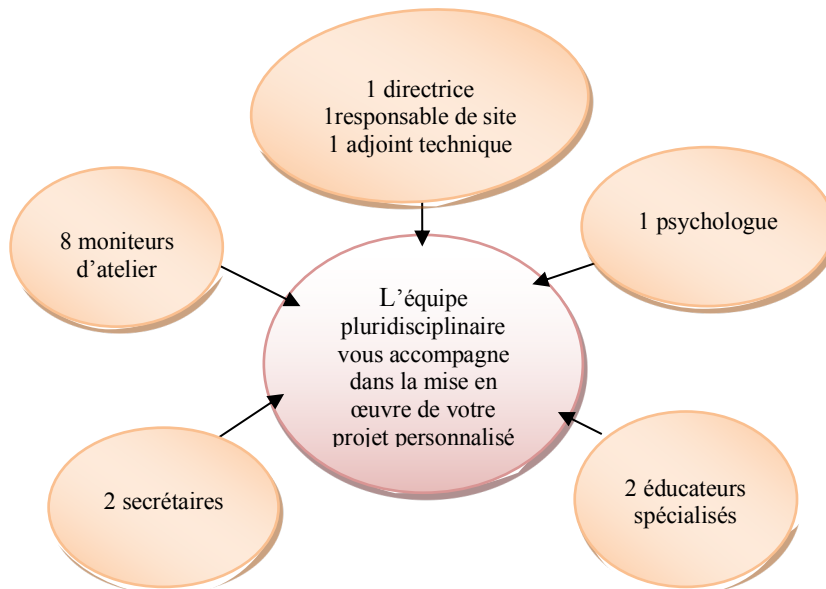 1 directrice
1responsable de site
1 adjoint technique
1 psychologue
8 moniteurs
d'atelier
L'équipe
pluridisciplinaire
vous accompagne
dans la mise en
œuvre de votre
projet personnalisé
2 secrétaires
2 éducateurs
spécialisés